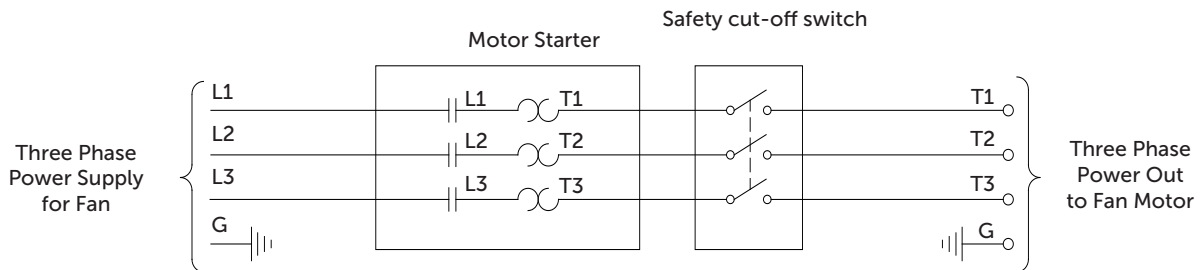 Safety cut-off switch
Motor Starter
L1
L1
T1
T1
L2
L2
T2
T2
L3
L3
T3
T3
G
G
Three Phase
Power Supply
for Fan
Three Phase
Power Out
to Fan Motor